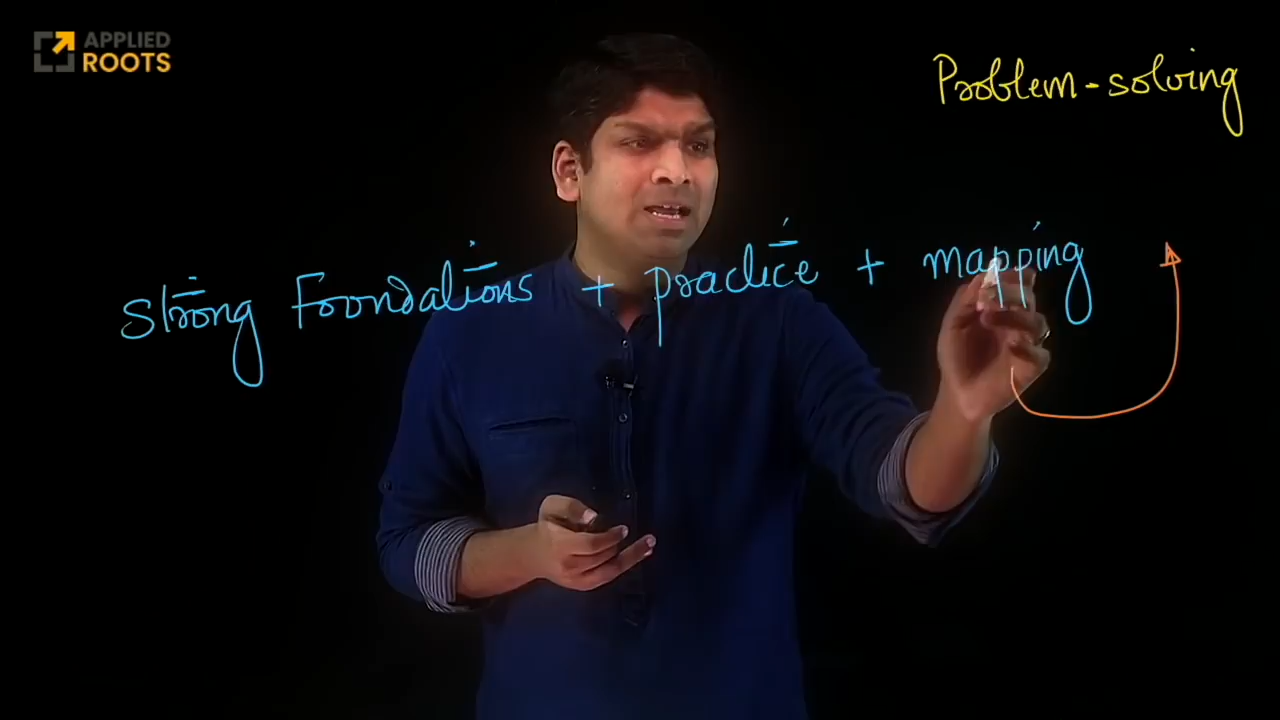 APPLIED
ROOTS
Problem-solving
Strong Foundations + practice + mapping